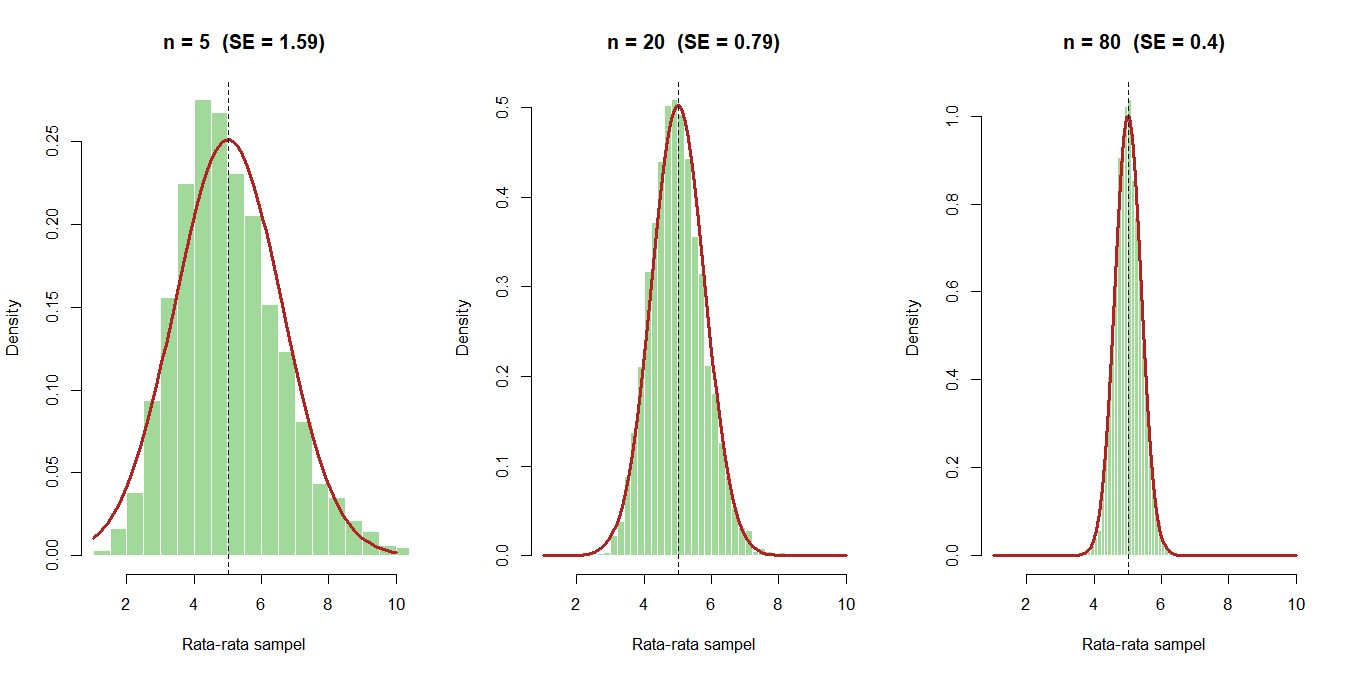 n = 5  (SE = 1.59)
Density
0.00 0.05 0.10 0.15 0.20 0.25
2 4 6 8 10
Rata-rata sampel
n = 20  (SE = 0.79)
Density
0.0 0.1 0.2 0.3 0.4 0.5
2 4 6 8 10
Rata-rata sampel
n = 80  (SE = 0.4)
Density
0.0 0.2 0.4 0.6 0.8 1.0
2 4 6 8 10
Rata-rata sampel